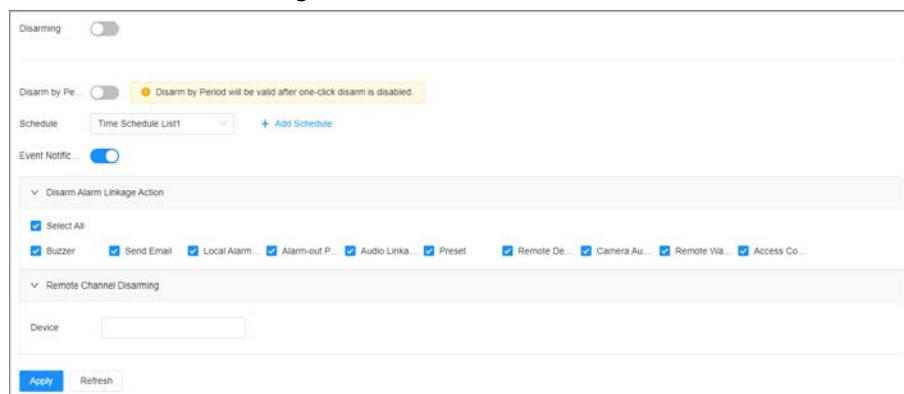 Disarming
Disarm by Pe... Disarm by Period will be valid after one-click disarm is disabled.
Schedule Time Schedule List1 + Add Schedule
Event Notific...
Disarm Alarm Linkage Action
Select All
Buzzer Send Email Local Alarm... Alarm-out P... Audio Linka... Preset Remote De... Camera Au... Remote Wa... Access Co...
Remote Channel Disarming
Device
Apply Refresh